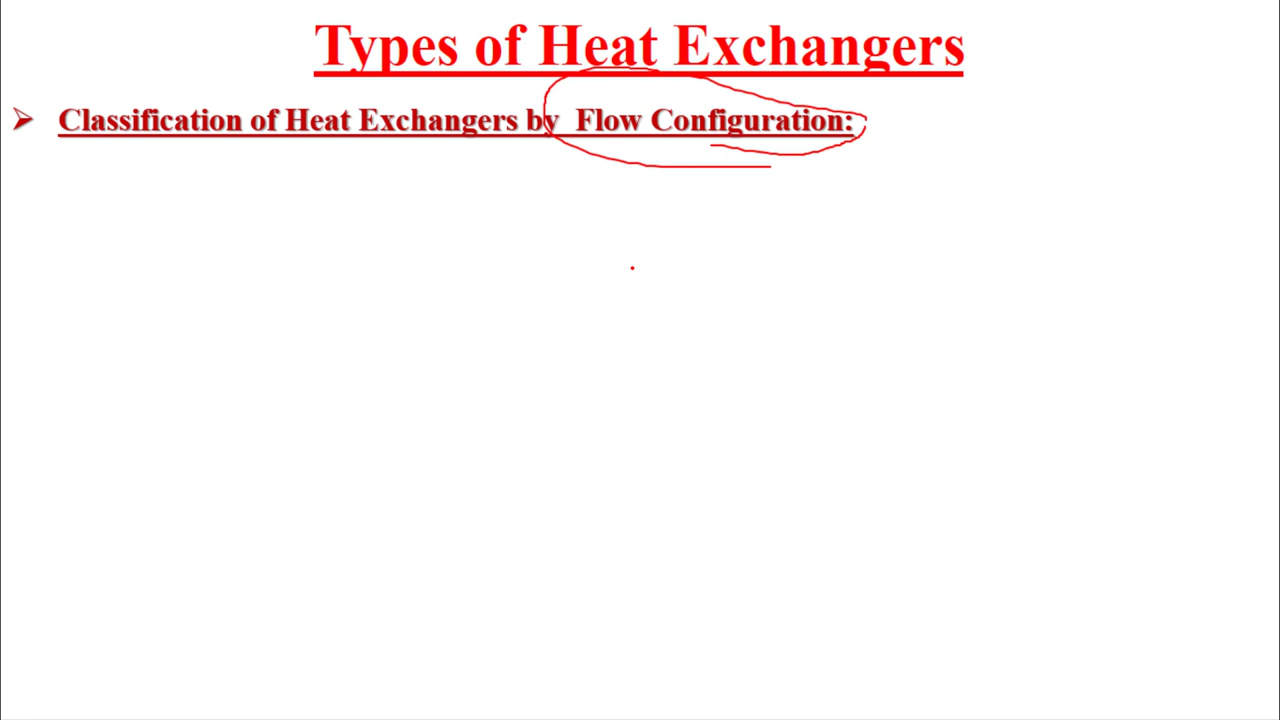 Types of Heat Exchangers
➢ Classification of Heat Exchangers by Flow Configuration: